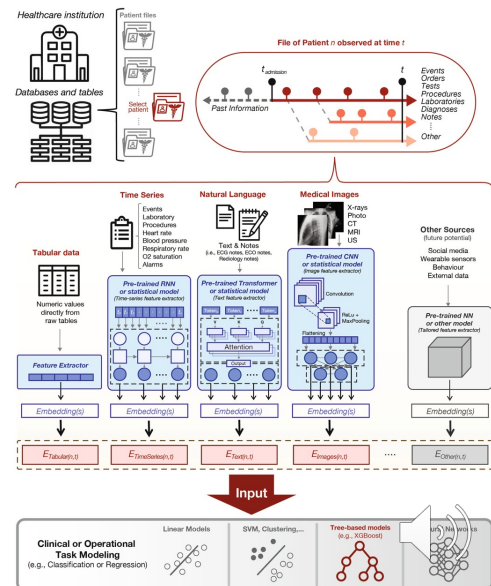 Healthcare institution
Databases and tables
Patient files
Select
patient
File of Patient n observed at time t
t admission
t
Past Information
Events
Orders
Tests
Procedures
Laboratories
Diagnoses
Notes
⋮
Other
Tabular data
Numeric values
directly from
raw tables
Feature Extractor
Embedding(s)
Time Series
Events
Laboratory
Procedures
Heart rate
Blood pressure
Respiratory rate
O2 saturation
Alarms
Pre-trained RNN
or statistical model
(Time-series feature extractor)
Embedding(s)
Natural Language
Text & Notes
(i.e., ECG notes, ECO notes,
Radiology notes)
Pre-trained Transformer
or statistical model
(Text feature extractor)
Attention
Output
Embedding(s)
Medical Images
X-rays
Photo
CT
MRI
US
Pre-trained CNN
or statistical model
(Image feature extractor)
Convolution
ReLu +
MaxPooling
Flattening
Embedding(s)
Other Sources
(future potential)
Social media
Wearable sensors
Behaviour
External data
Pre-trained NN
or other model
(Tailored feature extractor)
Embedding(s)
E Tabular(n,t)
E TimeSeries(n,t)
E Text(n,t)
E Images(n,t)
....
E Other(n,t)
Input
Clinical or Operational
Task Modeling
(e.g., Classification or Regression)
Linear Models
SVM, Clustering,...
Tree-based models
(e.g., XGBoost)
Networks